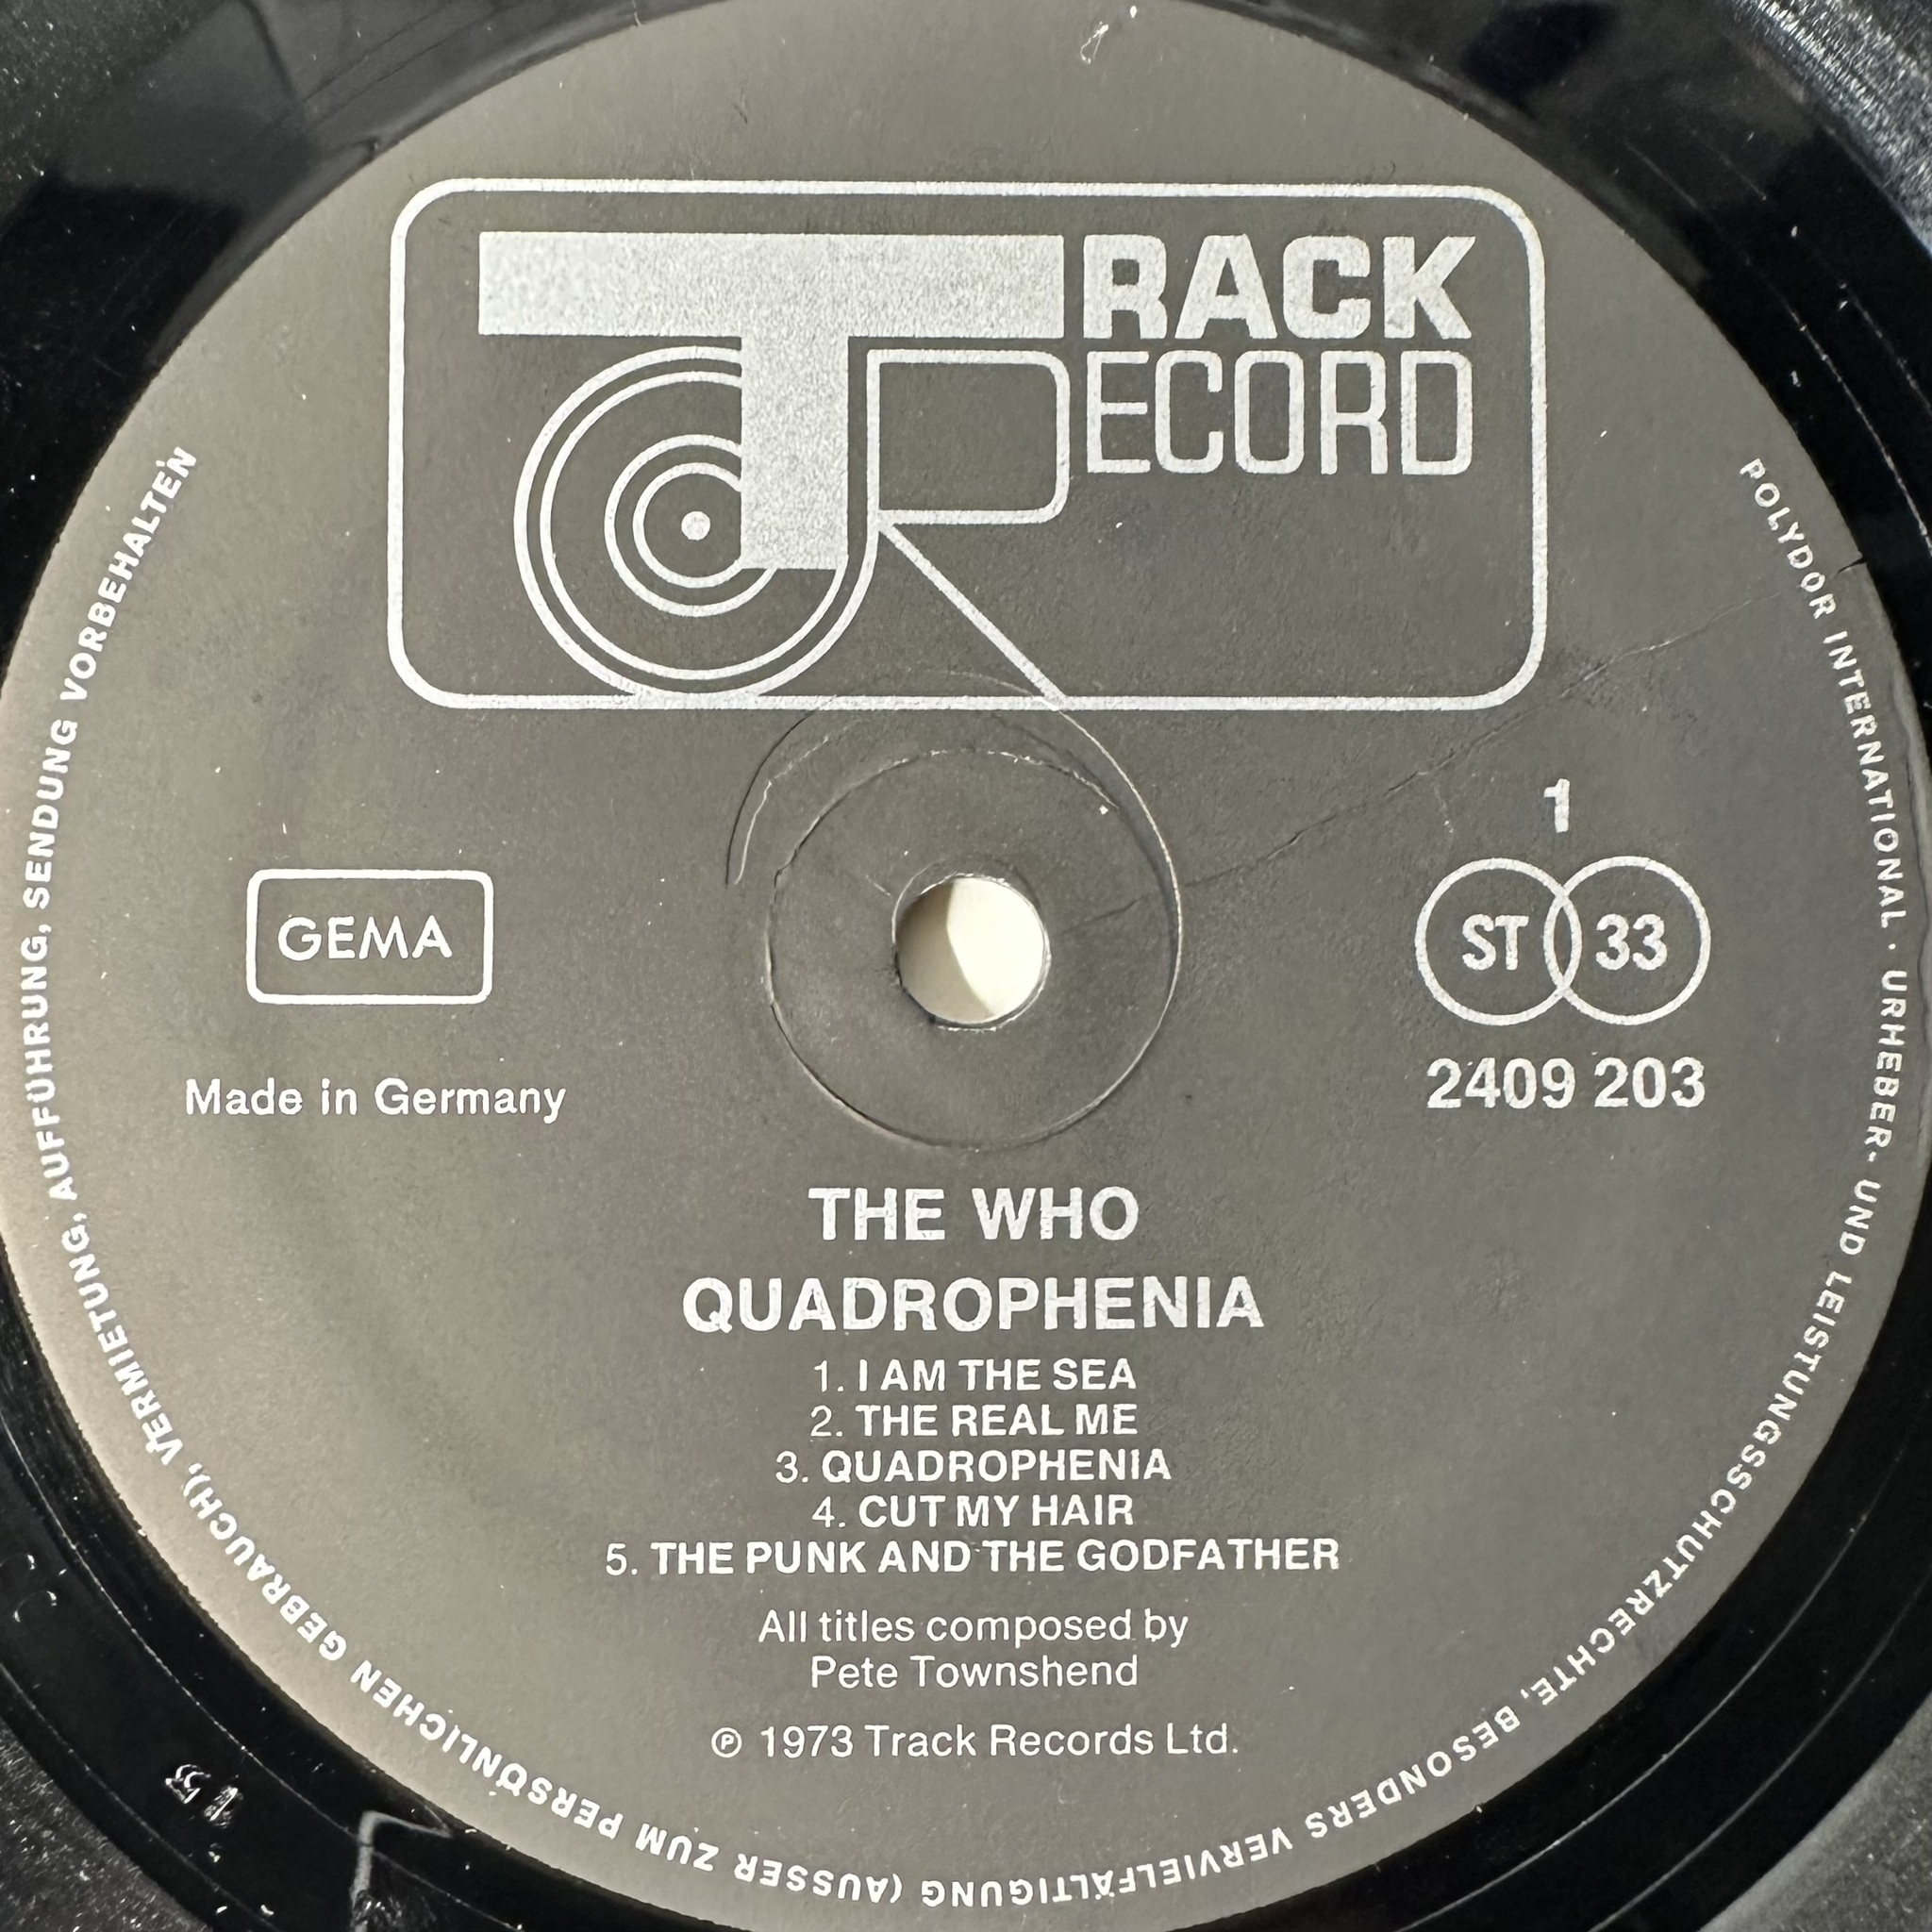 TRACK
RECORD
GEMA
Made in Germany
1
ST 33
2409 203
THE WHO
QUADROPHENIA
1. I AM THE SEA
2. THE REAL ME
3. QUADROPHENIA
4. CUT MY HAIR
5. THE PUNK AND THE GODFATHER
All titles composed by
Pete Townshend
℗ 1973 Track Records Ltd.
POLYDOR INTERNATIONAL · URHEBER- UND LEISTUNGSSCHUTZRECHTE, BESONDERS VERVIELFÄLTIGUNG (AUSSER ZUM PERSÖNLICHEN GEBRAUCH), VERMIETUNG, AUFFÜHRUNG, SENDUNG VORBEHALTEN